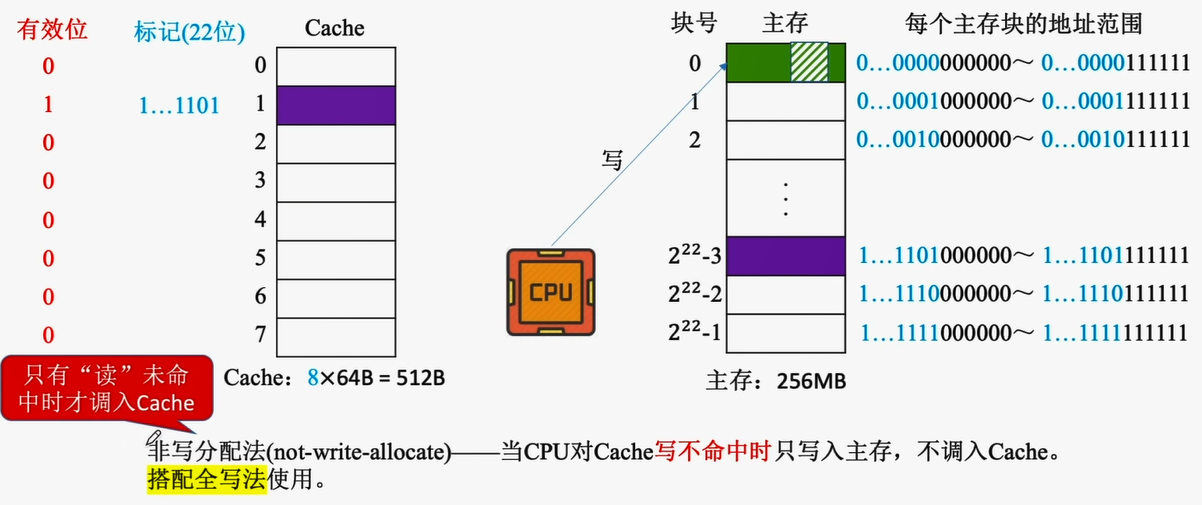 有效位 标记(22位) Cache 块号 主存 每个主存块的地址范围
0 0 0 0…0000000000～ 0…0000111111
1 1…1101 1 1 0…0001000000～ 0…0001111111
0 2 2 0…0010000000～ 0…0010111111
写
0 3 ⋮
0 4
0 5 2²²-3 1…1101000000～ 1…1101111111
CPU
0 6 2²²-2 1…1110000000～ 1…1110111111
0 7 2²²-1 1…1111000000～ 1…1111111111
只有“读”未命
中时才调入Cache
Cache：8×64B = 512B 主存：256MB
非写分配法(not-write-allocate)——当CPU对Cache写不命中时只写入主存，不调入Cache。
搭配全写法使用。